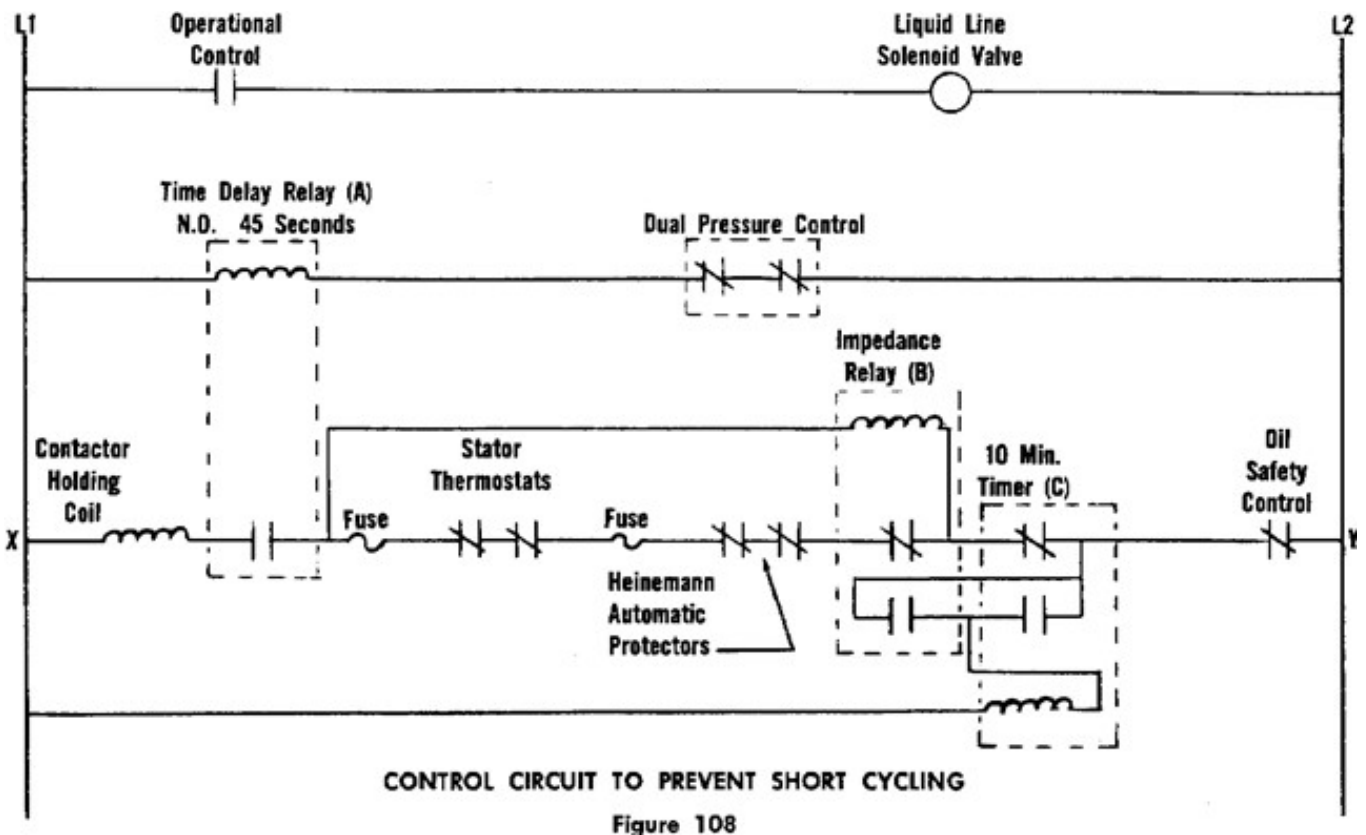 L1
Operational
Control
Liquid Line
Solenoid Valve
L2
Time Delay Relay (A)
N.O. 45 Seconds
Dual Pressure Control
Impedance
Relay (B)
Contactor
Holding
Coil
Stator
Thermostats
10 Min.
Timer (C)
Oil
Safety
Control
X
Fuse
Fuse
Y
Heinemann
Automatic
Protectors
CONTROL CIRCUIT TO PREVENT SHORT CYCLING
Figure 108